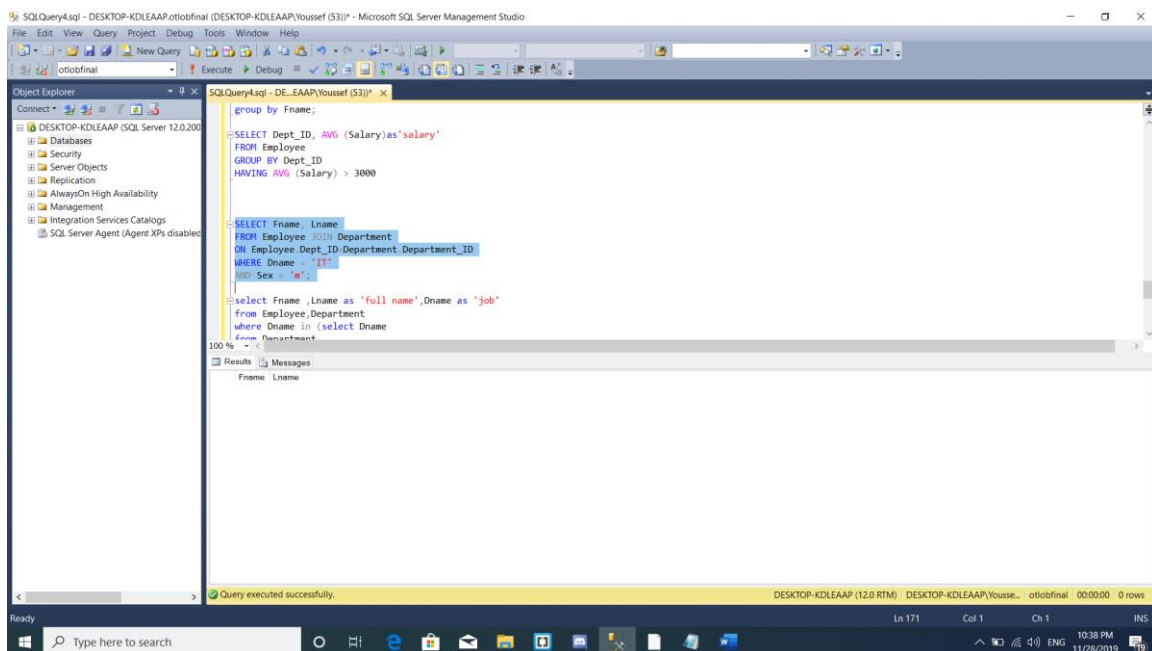 SQLQuery4.sql - DESKTOP-KDLEAAP.otlobfinal (DESKTOP-KDLEAAP\Youssef (53))* - Microsoft SQL Server Management Studio
File Edit View Query Project Debug Tools Window Help
New Query
otlobfinal Execute Debug
Object Explorer
Connect
DESKTOP-KDLEAAP (SQL Server 12.0.200
Databases
Security
Server Objects
Replication
AlwaysOn High Availability
Management
Integration Services Catalogs
SQL Server Agent (Agent XPs disabled
SQLQuery4.sql - DE...EAAP\Youssef (53))*
group by Fname;
SELECT Dept_ID, AVG (Salary)as'salary'
FROM Employee
GROUP BY Dept_ID
HAVING AVG (Salary) > 3000
SELECT Fname, Lname
FROM Employee JOIN Department
ON Employee.Dept_ID=Department.Department_ID
WHERE Dname = 'IT'
AND Sex = 'm';
select Fname ,Lname as 'full name',Dname as 'job'
from Employee,Department
where Dname in (select Dname
from Department
100 %
Results Messages
Fname Lname
Query executed successfully. DESKTOP-KDLEAAP (12.0 RTM) DESKTOP-KDLEAAP\Yousse... otlobfinal 00:00:00 0 rows
Ready Ln 171 Col 1 Ch 1 INS
Type here to search
ENG 10:38 PM
11/28/2019